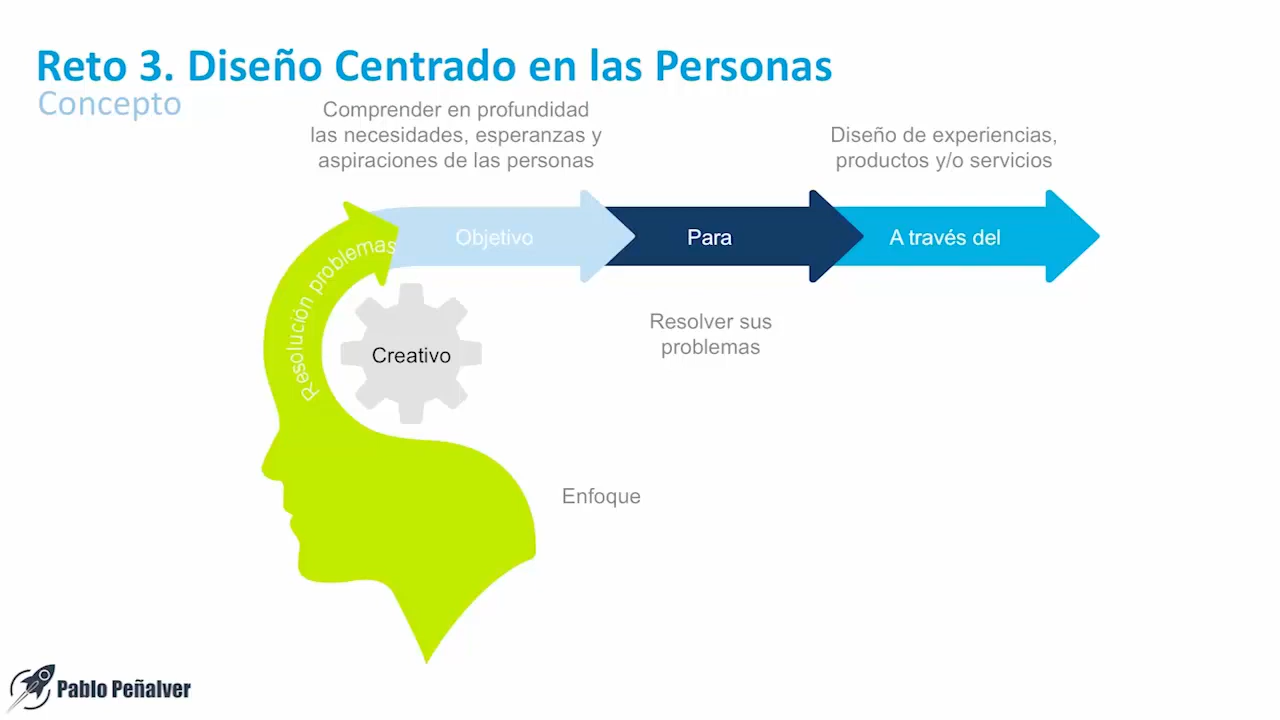 Reto 3. Diseño Centrado en las Personas
Concepto
Comprender en profundidad
las necesidades, esperanzas y
aspiraciones de las personas
Diseño de experiencias,
productos y/o servicios
Resolución problemas
Objetivo
Para
A través del
Resolver sus
problemas
Creativo
Enfoque
Pablo Peñalver